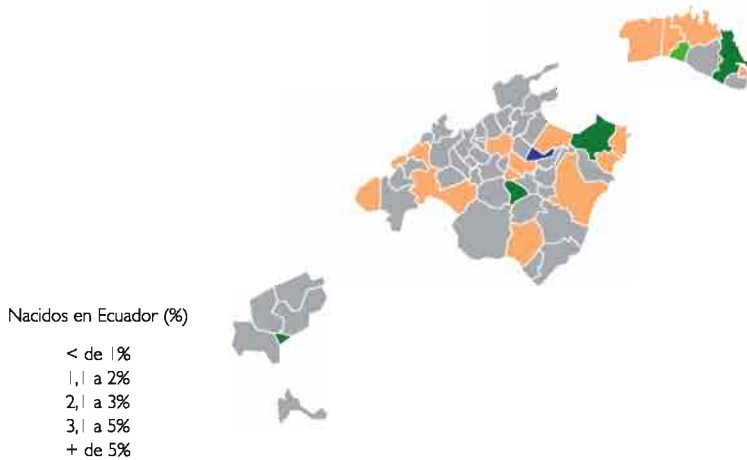 Nacidos en Ecuador (%)
< de 1%
1,1 a 2%
2,1 a 3%
3,1 a 5%
+ de 5%